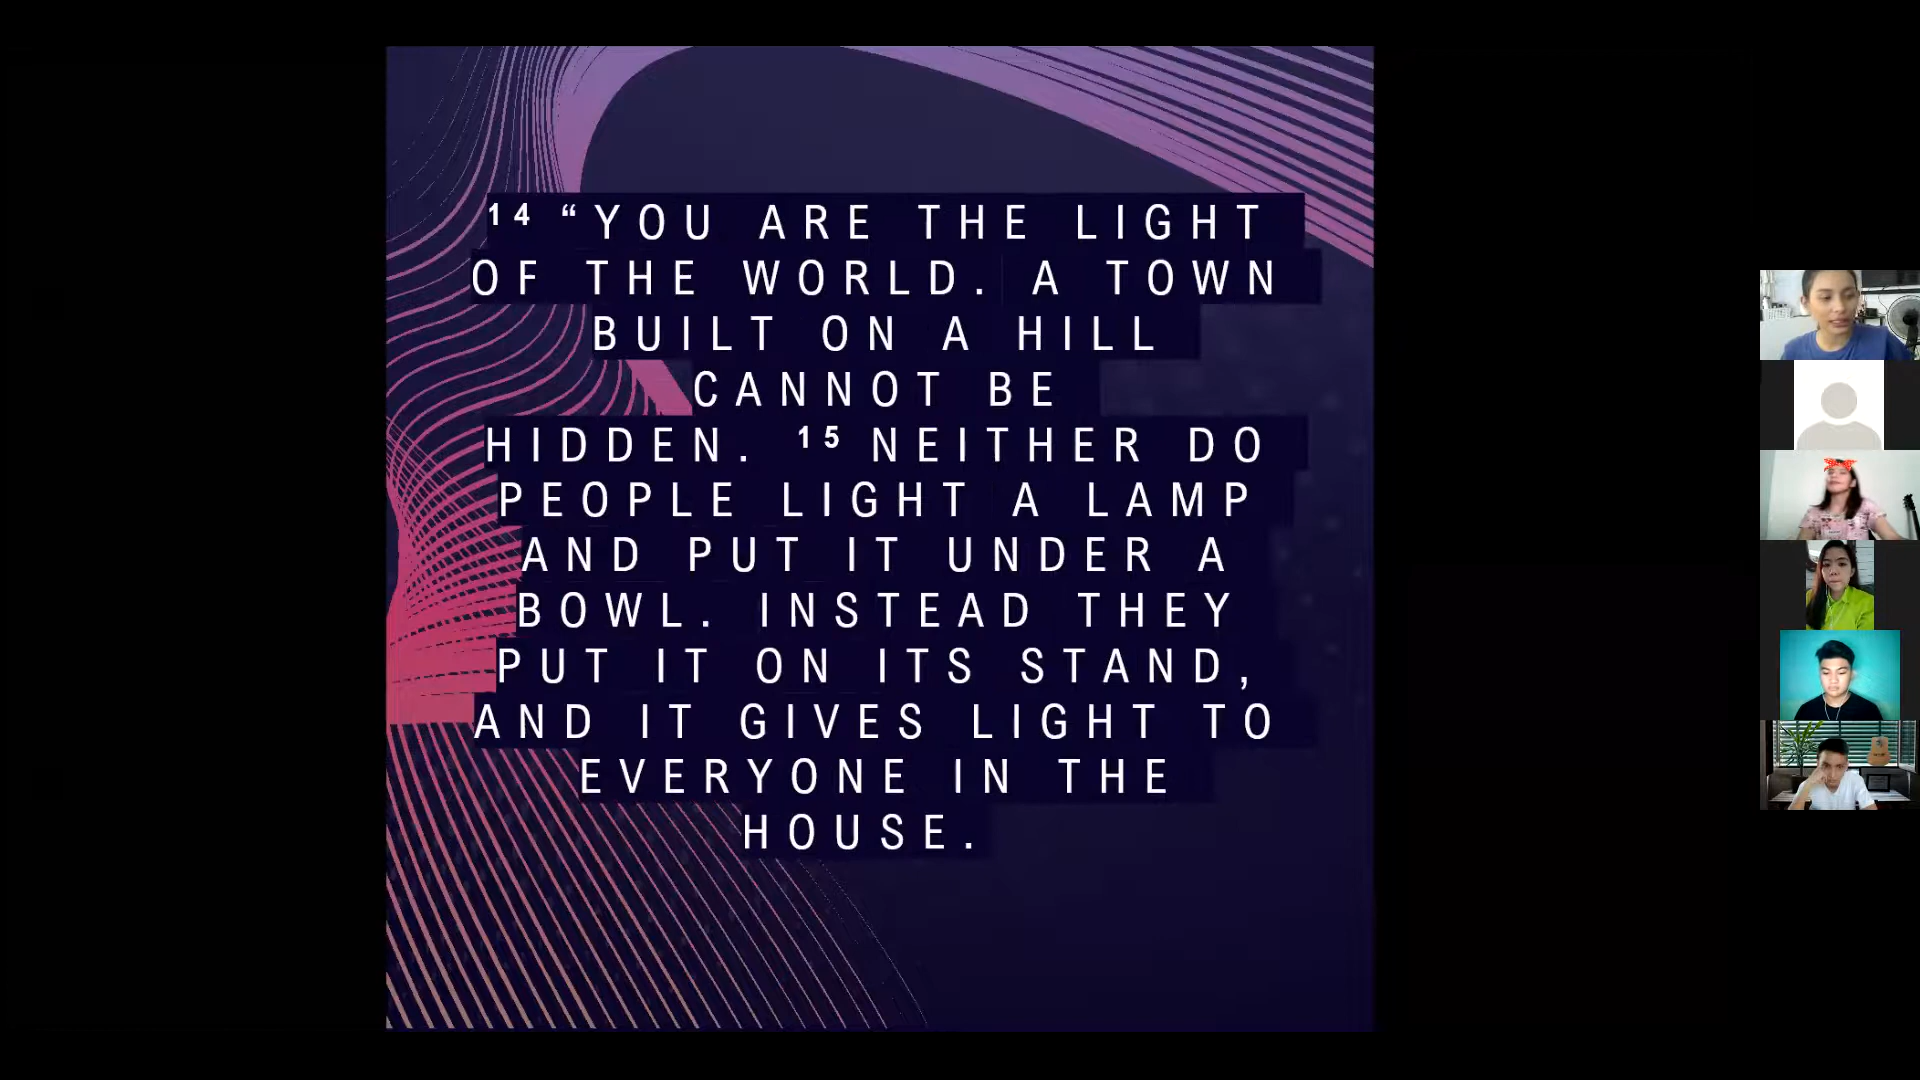 14 “YOU ARE THE LIGHT
OF THE WORLD. A TOWN
BUILT ON A HILL
CANNOT BE
HIDDEN. 15 NEITHER DO
PEOPLE LIGHT A LAMP
AND PUT IT UNDER A
BOWL. INSTEAD THEY
PUT IT ON ITS STAND,
AND IT GIVES LIGHT TO
EVERYONE IN THE
HOUSE.